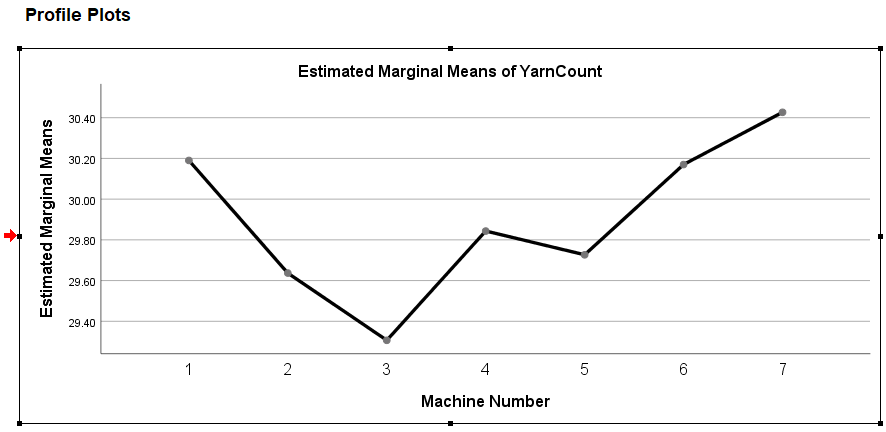 Profile Plots
Estimated Marginal Means of YarnCount
Estimated Marginal Means
30.40
30.20
30.00
29.80
29.60
29.40
1 2 3 4 5 6 7
Machine Number